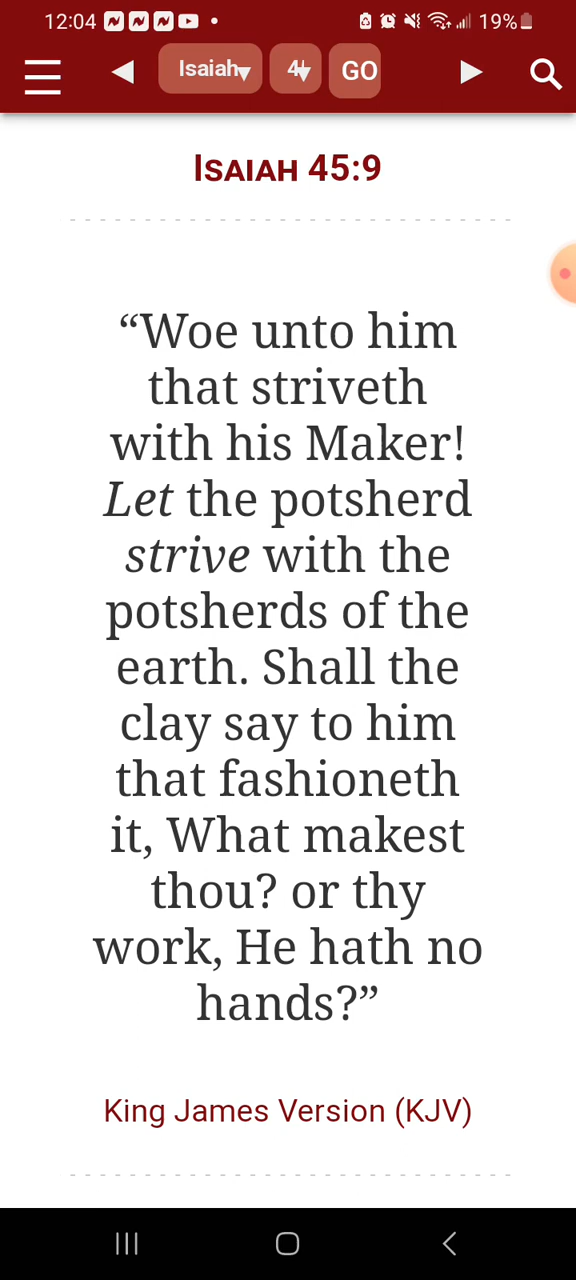 12:04 19%
Isaiah 4 GO
Isaiah 45:9
“Woe unto him
that striveth
with his Maker!
Let the potsherd
strive with the
potsherds of the
earth. Shall the
clay say to him
that fashioneth
it, What makest
thou? or thy
work, He hath no
hands?”
King James Version (KJV)